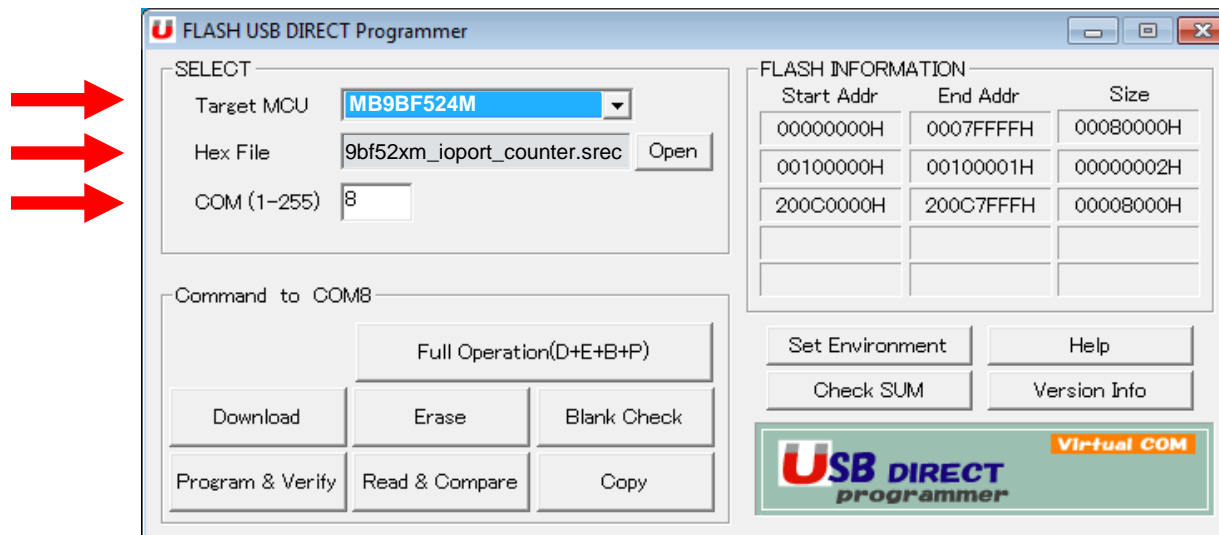 FLASH USB DIRECT Programmer
SELECT
Target MCU MB9BF524M
Hex File 9bf52xm_ioport_counter.srec Open
COM (1-255) 8
Command to COM8
Full Operation(D+E+B+P)
Download Erase Blank Check
Program & Verify Read & Compare Copy
FLASH INFORMATION
Start Addr End Addr Size
00000000H 0007FFFFH 00080000H
00100000H 00100001H 00000002H
200C0000H 200C7FFFH 00008000H
Set Environment Help
Check SUM Version Info
Virtual COM
USB DIRECT
programmer